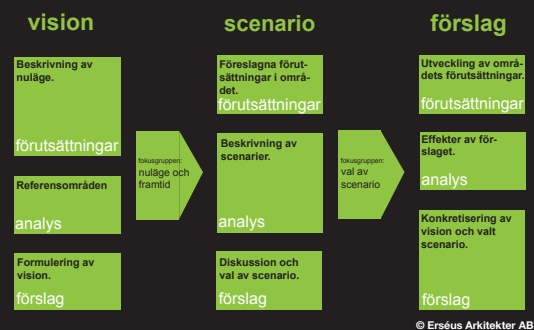 vision
Beskrivning av
nuläge.
förutsättningar
Referensområden
analys
Formulering av
vision.
förslag
fokusgruppen:
nuläge och
framtid
scenario
Föreslagna förut-
sättningar i områ-
det.
förutsättningar
Beskrivning av
scenarier.
analys
Diskussion och
val av scenario.
förslag
fokusgruppen:
val av
scenario
förslag
Utveckling av områ-
dets förutsättningar.
förutsättningar
Effekter av för-
slaget.
analys
Konkretisering av
vision och valt
scenario.
förslag
© Erséus Arkitekter AB